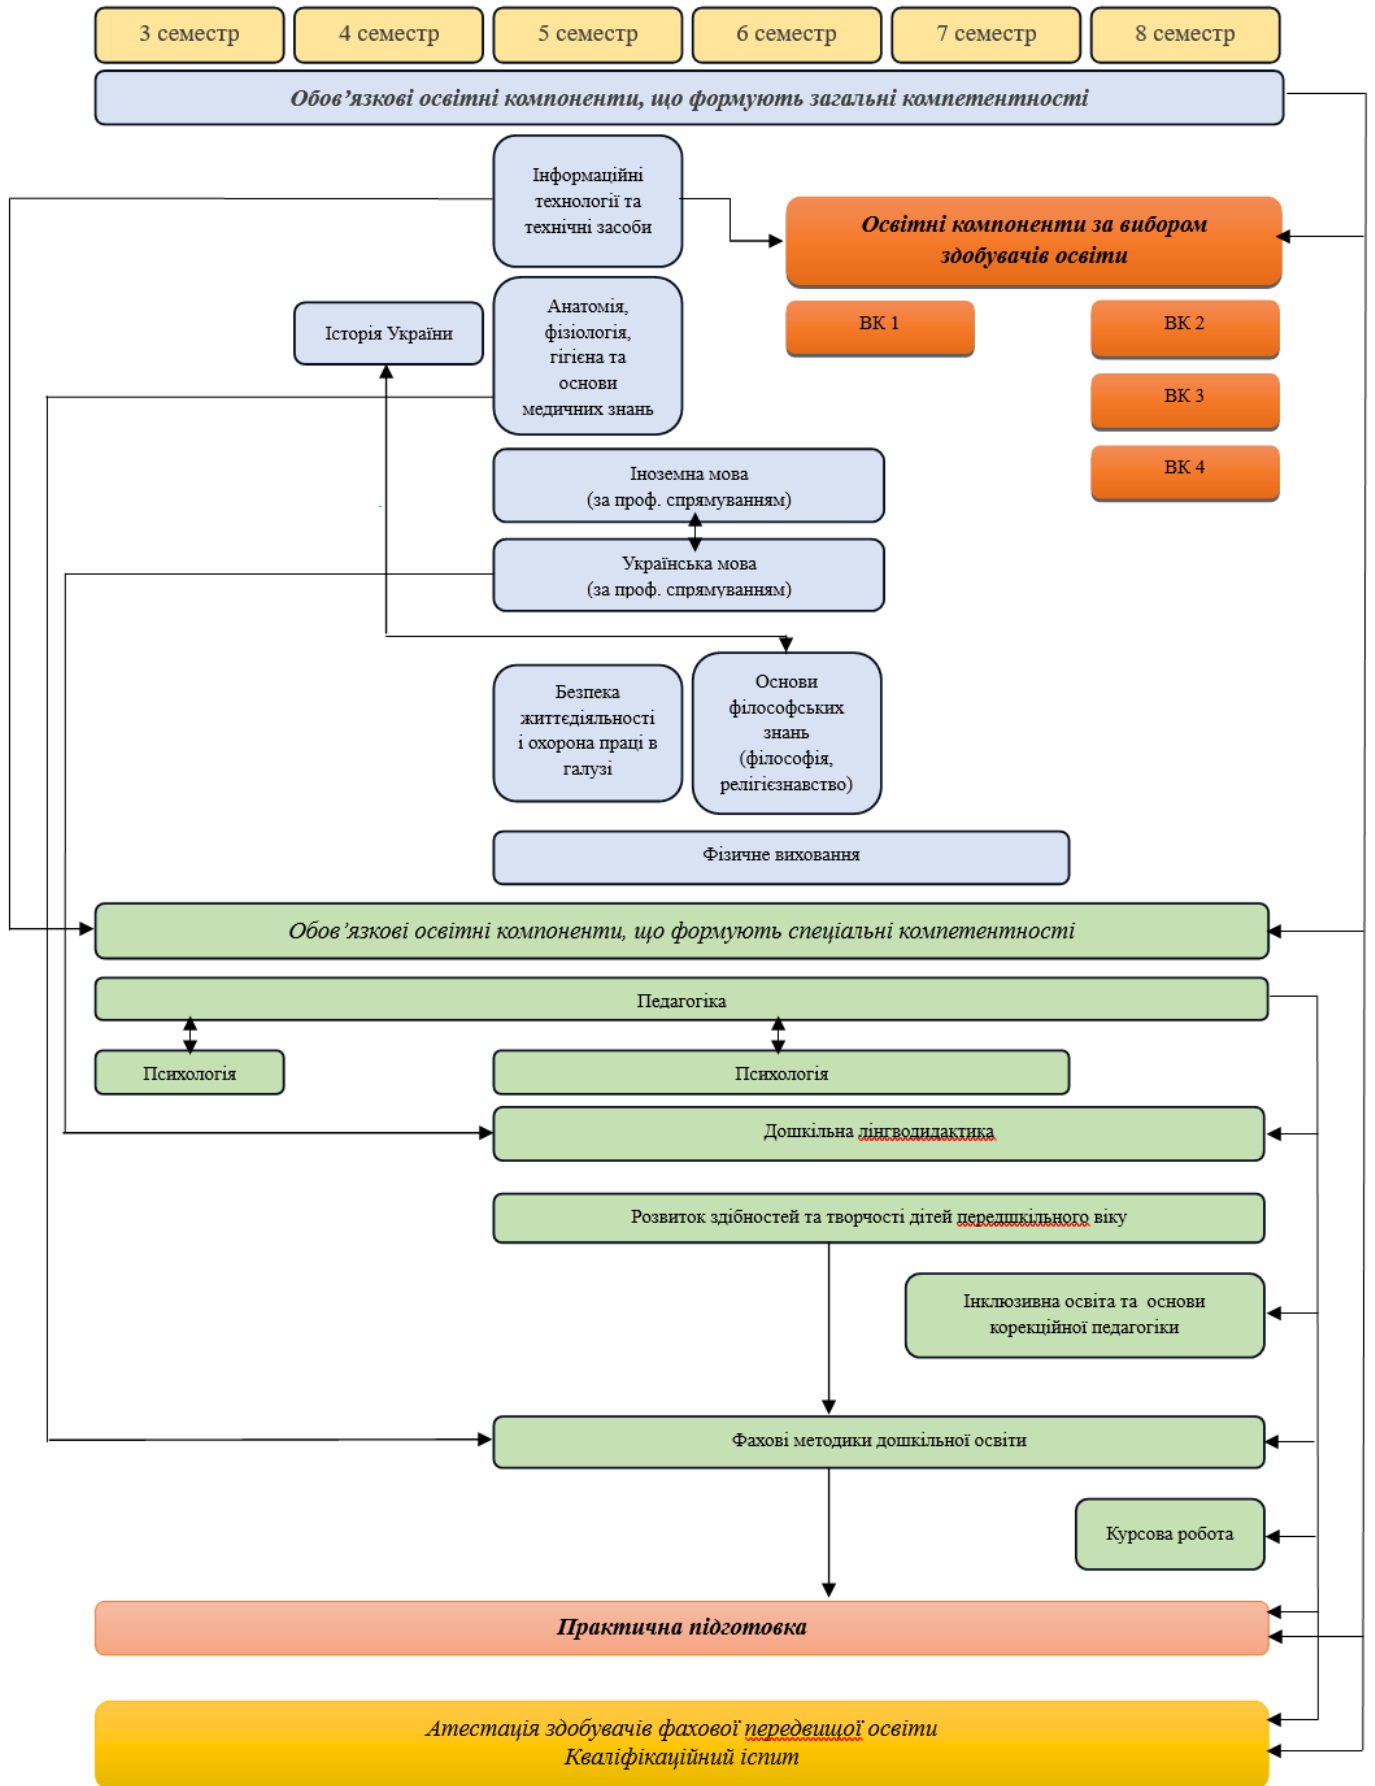 3 семестр
4 семестр
5 семестр
6 семестр
7 семестр
8 семестр
Обов’язкові освітні компоненти, що формують загальні компетентності
Інформаційні
технології та
технічні засоби
Освітні компоненти за вибором
здобувачів освіти
Історія України
Анатомія,
фізіологія,
гігієна та
основи
медичних знань
ВК 1
ВК 2
ВК 3
ВК 4
Іноземна мова
(за проф. спрямуванням)
Українська мова
(за проф. спрямуванням)
Безпека
життєдіяльності
і охорона праці в
галузі
Основи
філософських
знань
(філософія,
релігієзнавство)
Фізичне виховання
Обов’язкові освітні компоненти, що формують спеціальні компетентності
Педагогіка
Психологія
Психологія
Дошкільна лінгводидактика
Розвиток здібностей та творчості дітей передшкільного віку
Інклюзивна освіта та основи
корекційної педагогіки
Фахові методики дошкільної освіти
Курсова робота
Практична підготовка
Атестація здобувачів фахової передвищої освіти
Кваліфікаційний іспит